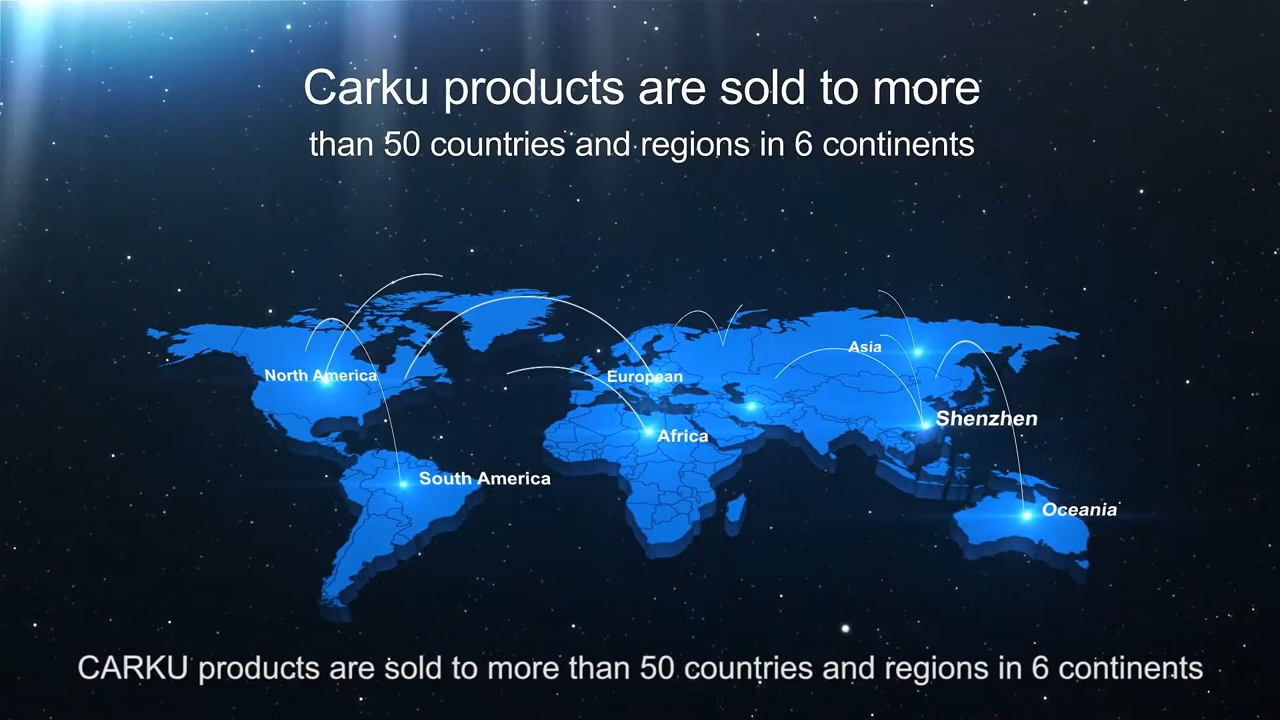 Carku products are sold to more
than 50 countries and regions in 6 continents
Asia
North America
European
Shenzhen
Africa
South America
Oceania
CARKU products are sold to more than 50 countries and regions in 6 continents